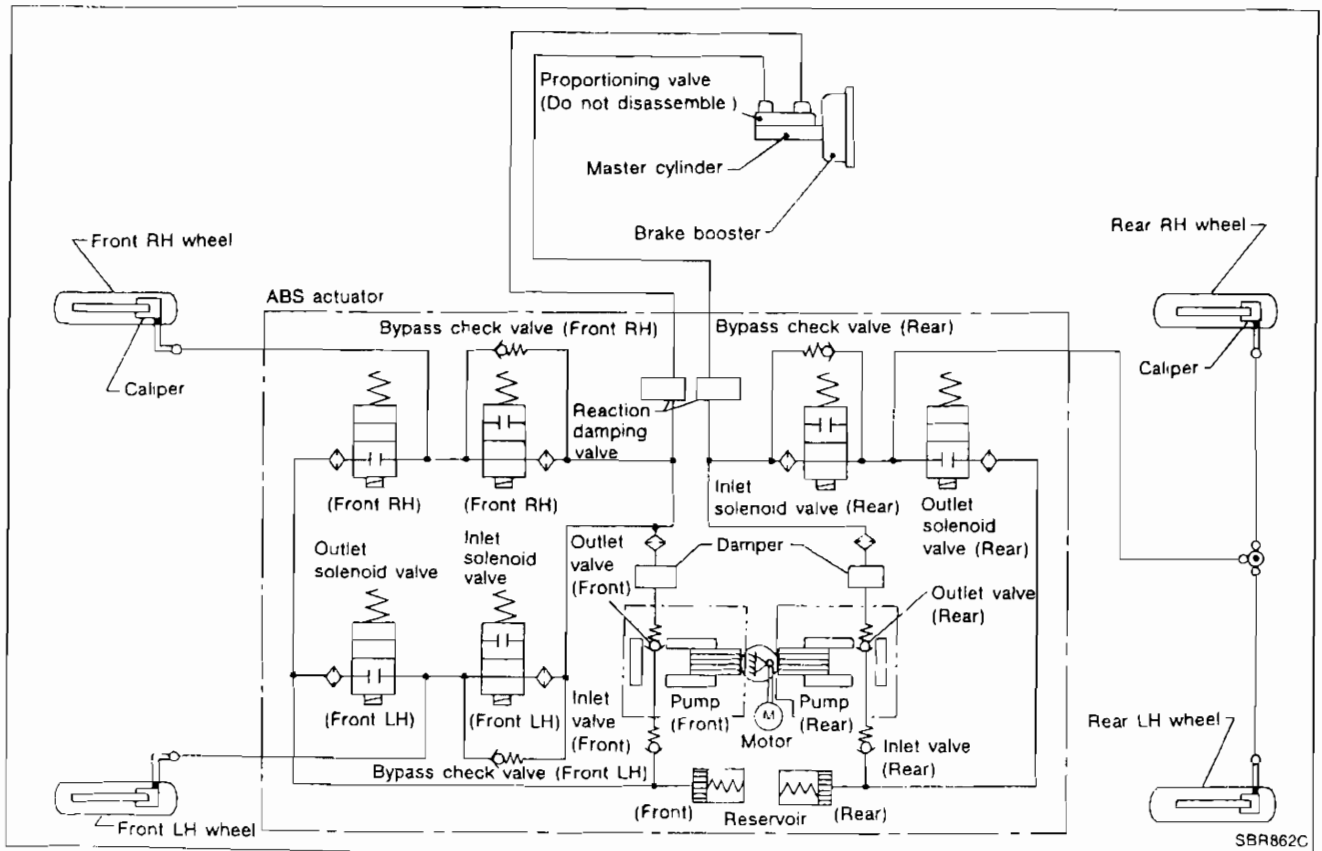 Proportioning valve
(Do not disassemble )
Master cylinder
Brake booster
Front RH wheel
Rear RH wheel
ABS actuator
Bypass check valve (Front RH)
Bypass check valve (Rear)
Caliper
Caliper
Reaction
damping
valve
(Front RH)
(Front RH)
Inlet
solenoid valve (Rear)
Outlet
solenoid
valve (Rear)
Outlet
solenoid valve
Inlet
solenoid
valve
Outlet
valve
(Front)
Damper
Outlet valve
(Rear)
(Front LH)
(Front LH)
Inlet
valve
(Front)
Pump
(Front)
M
Motor
Pump
(Rear)
Inlet valve
(Rear)
Rear LH wheel
Bypass check valve (Front LH)
(Front)
Reservoir
(Rear)
Front LH wheel
SBR862C